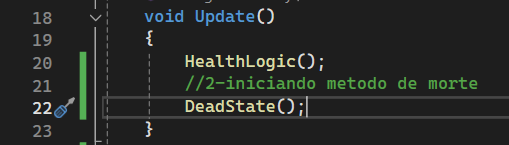 18 void Update()
19 {
20 HealthLogic();
21 //2-iniciando metodo de morte
22 DeadState();
23 }